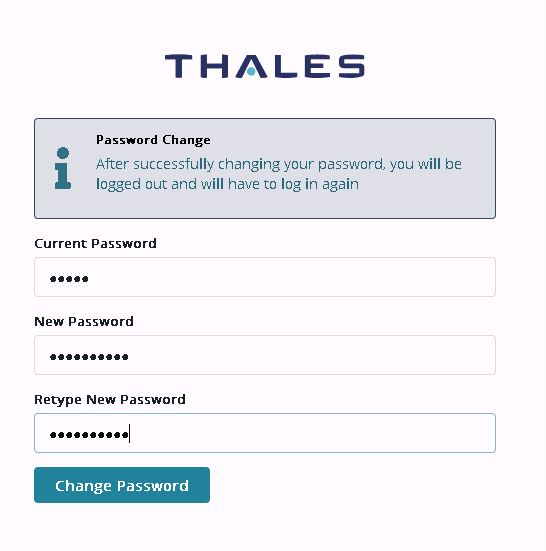 THALES
Password Change
After successfully changing your password, you will be
logged out and will have to log in again
Current Password
•••••
New Password
••••••••••
Retype New Password
••••••••••
Change Password